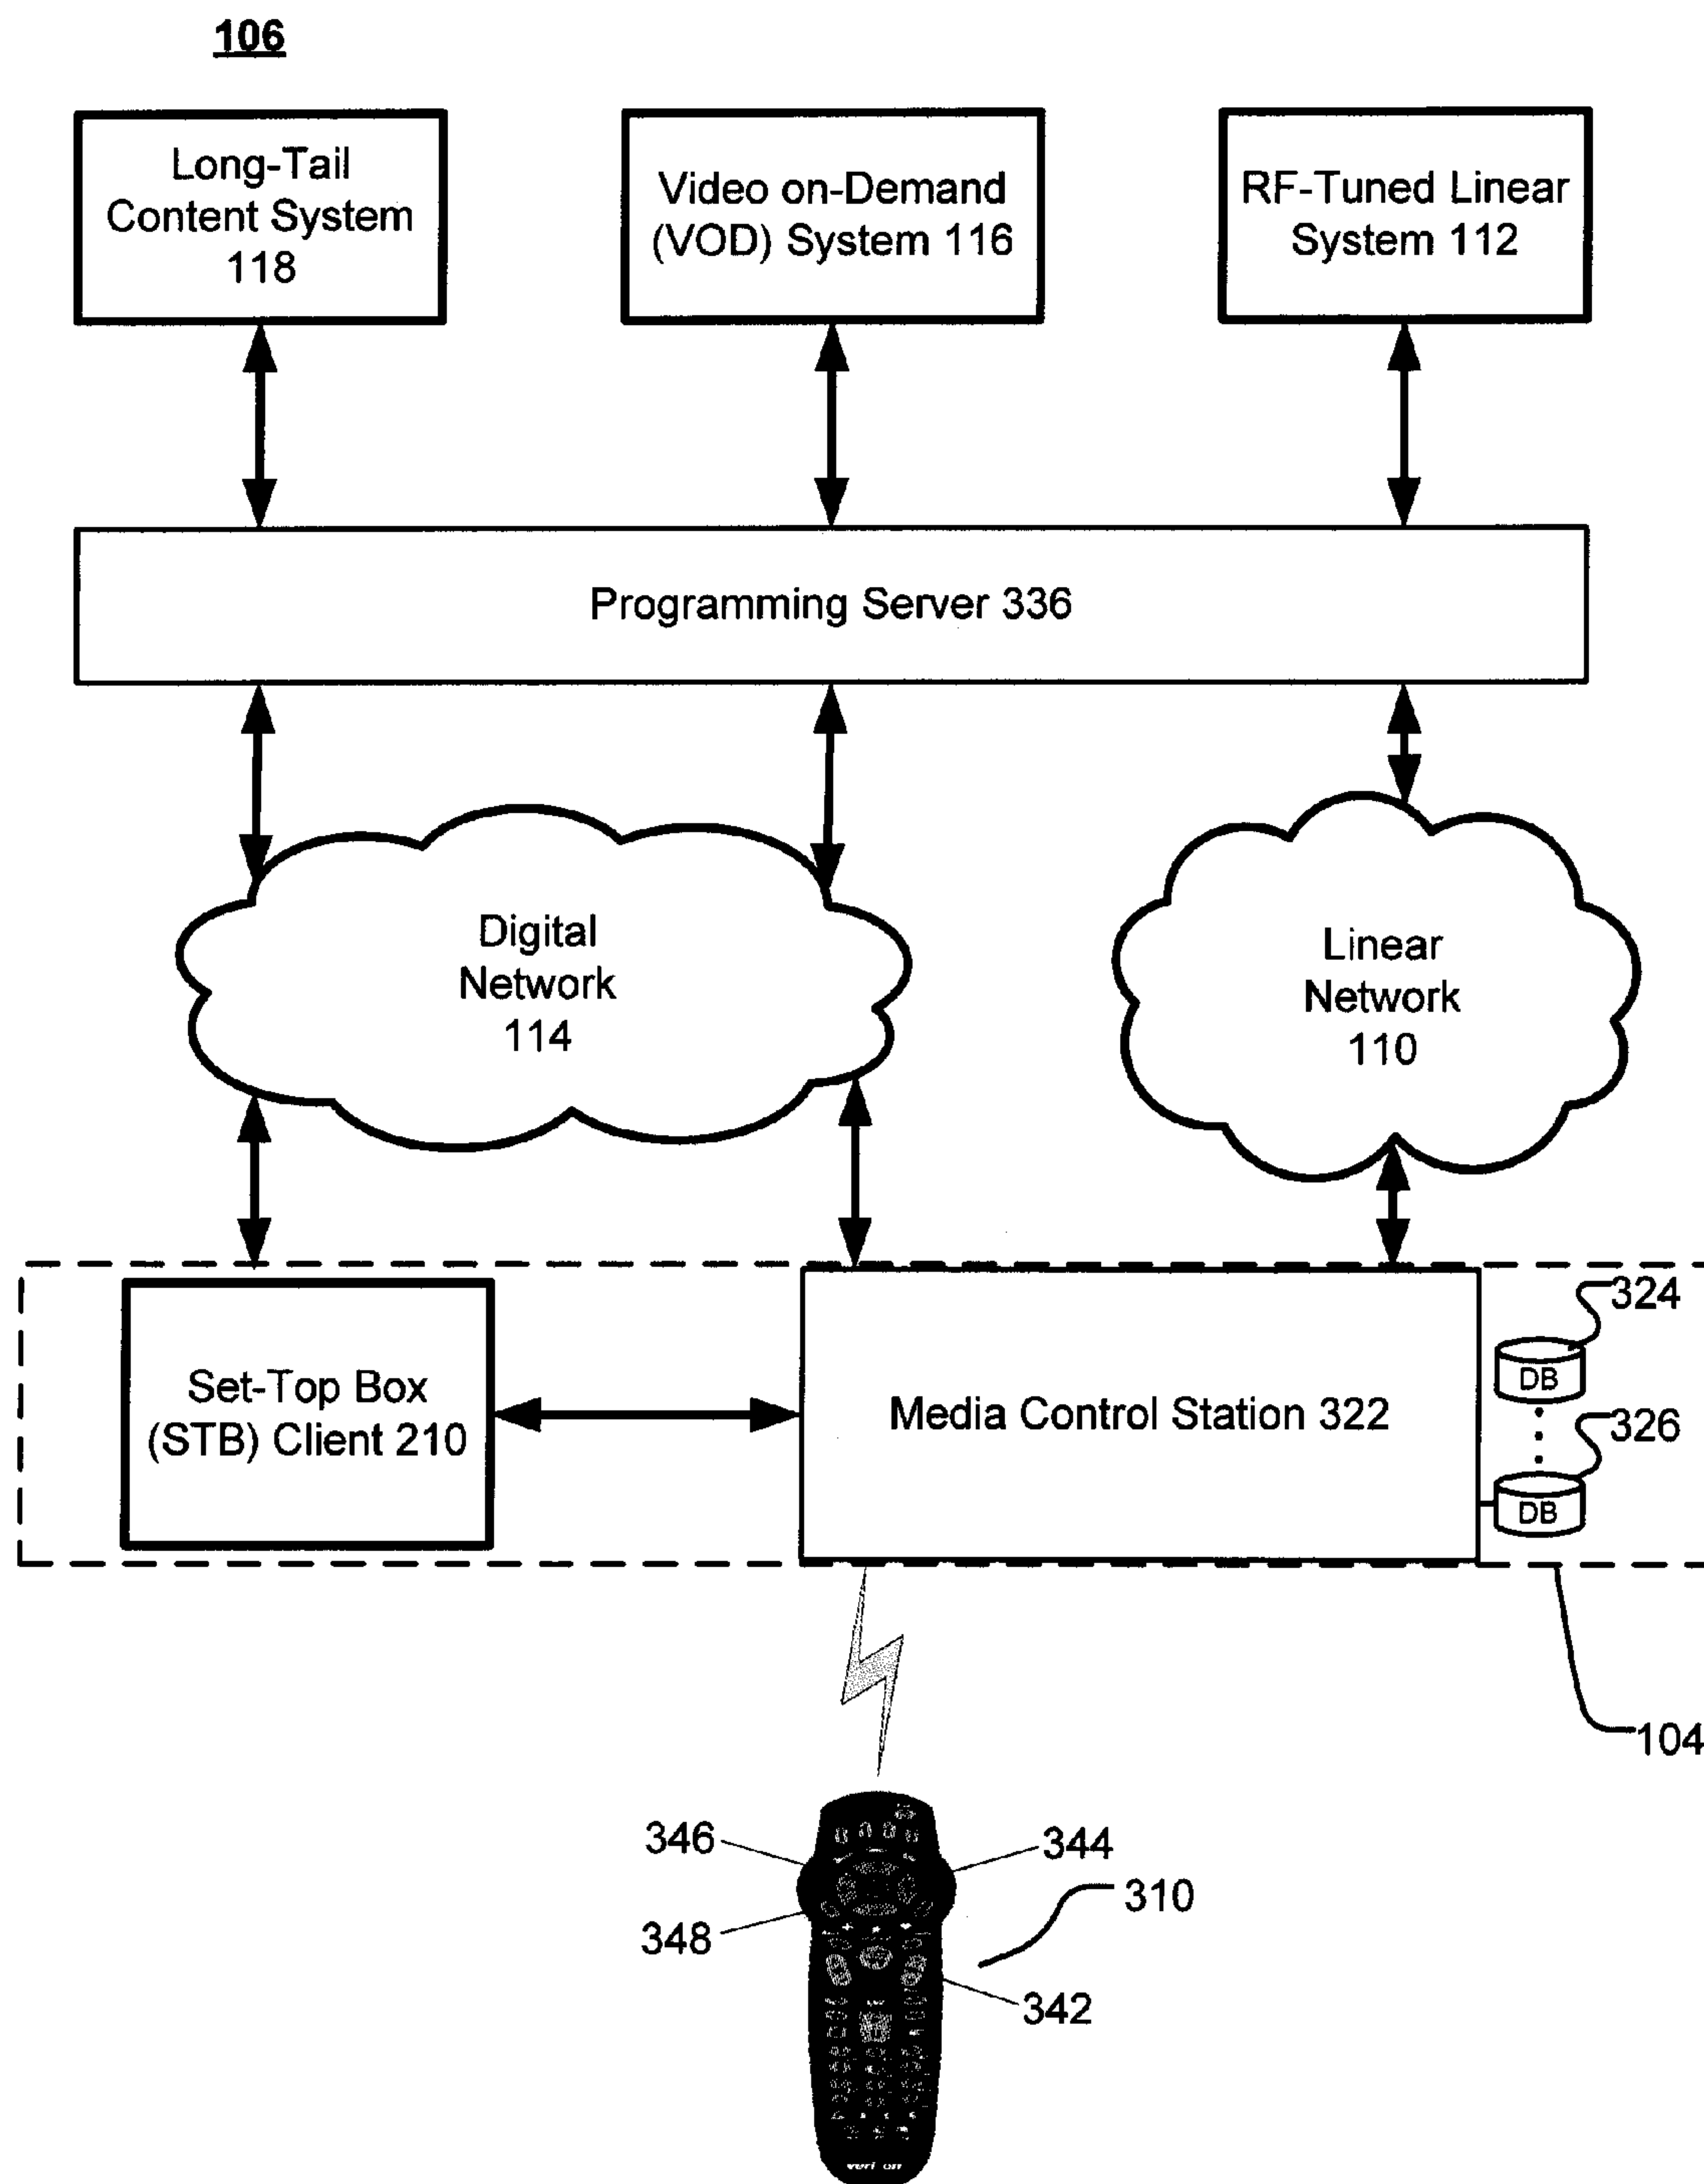 106
Long-Tail
Content System
118
Video on-Demand
(VOD) System 116
RF-Tuned Linear
System 112
Programming Server 336
Digital
Network
114
Linear
Network
110
Set-Top Box
(STB) Client 210
Media Control Station 322
324
DB
326
DB
104
346
344
310
348
342